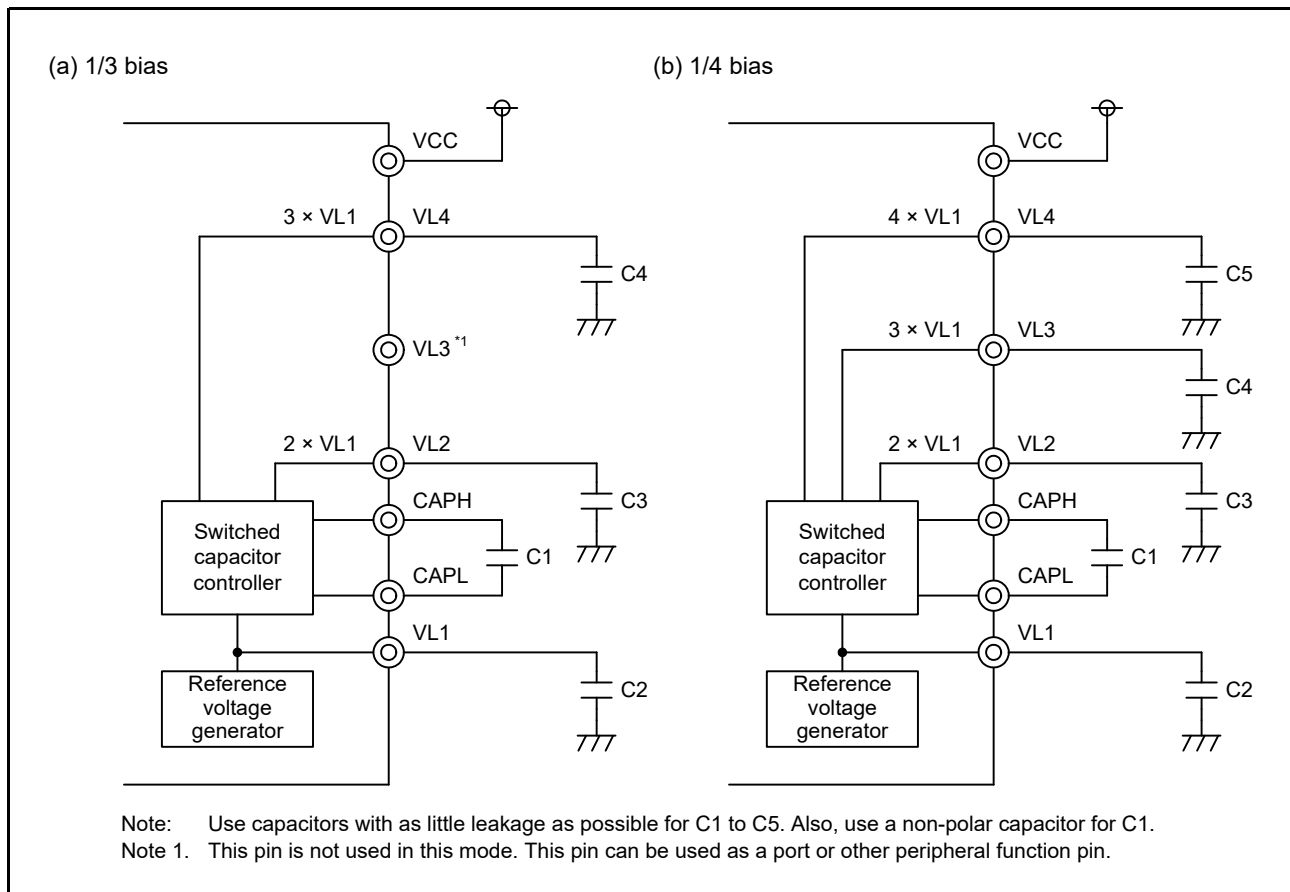 (a) 1/3 bias
VCC
3 × VL1
VL4
C4
VL3 *1
2 × VL1
VL2
C3
CAPH
Switched
capacitor
controller
C1
CAPL
VL1
Reference
voltage
generator
C2
(b) 1/4 bias
VCC
4 × VL1
VL4
C5
3 × VL1
VL3
C4
2 × VL1
VL2
C3
CAPH
Switched
capacitor
controller
C1
CAPL
VL1
Reference
voltage
generator
C2
Note: Use capacitors with as little leakage as possible for C1 to C5. Also, use a non-polar capacitor for C1.
Note 1. This pin is not used in this mode. This pin can be used as a port or other peripheral function pin.